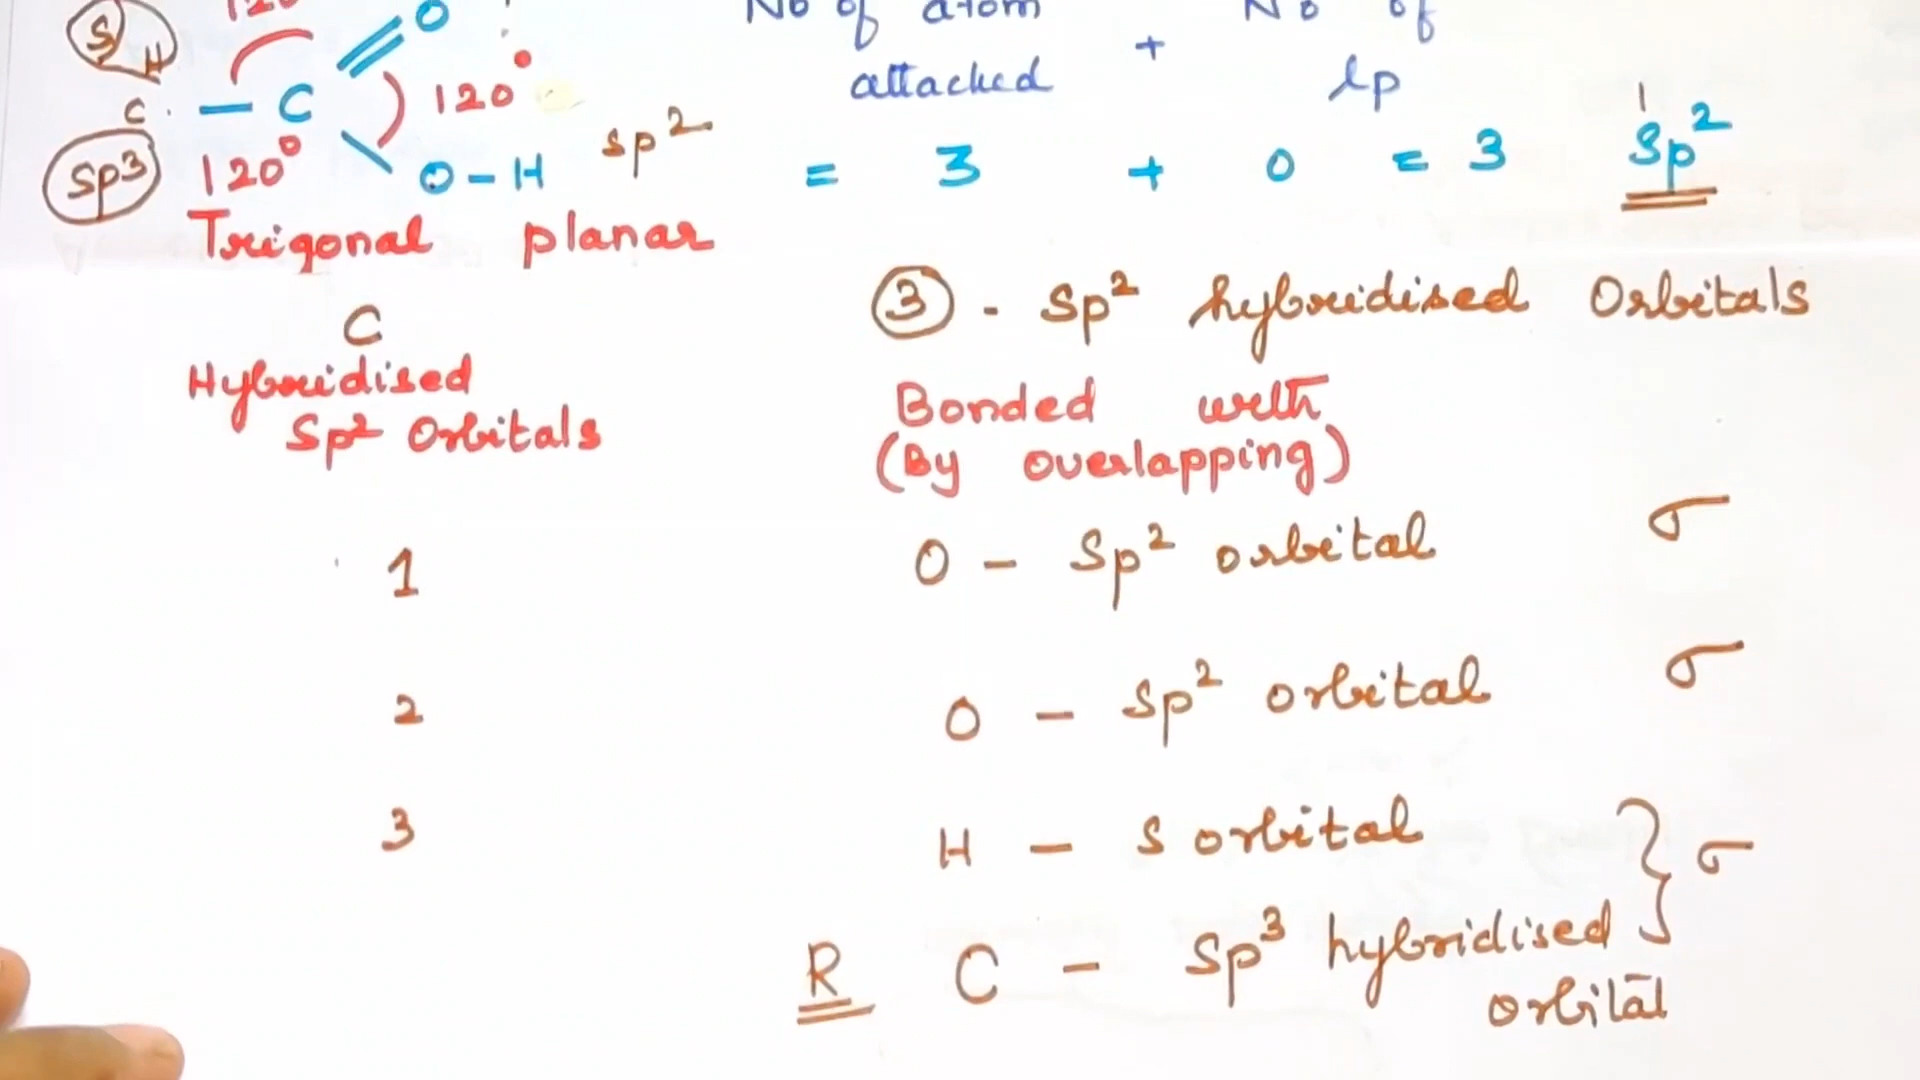 S
H
120
O
No of atom
attached
+
No of
lp
C
— C
120°
sp³
120°
O – H
sp²
= 3 + 0 = 3
1
Sp²
Trigonal planar
③ - Sp² hybridised Orbitals
C
Hybridised
Sp² Orbitals
Bonded with
(By overlapping)
1
O – Sp² orbital
σ
2
O – Sp² orbital
σ
3
H – s orbital
} σ
R C – Sp³ hybridised
orbital